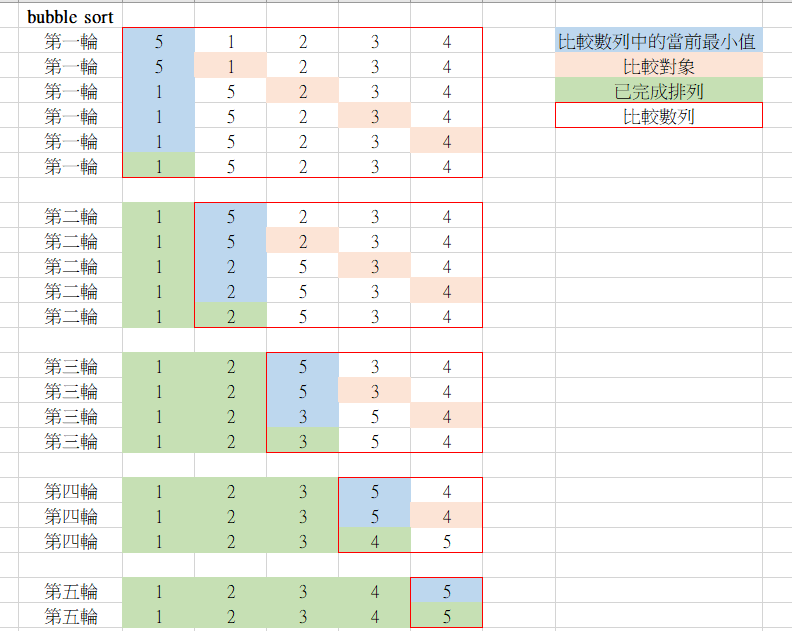 bubble sort
第一輪 5 1 2 3 4 比較數列中的當前最小值
第一輪 5 1 2 3 4 比較對象
第一輪 1 5 2 3 4 已完成排列
第一輪 1 5 2 3 4 比較數列
第一輪 1 5 2 3 4
第一輪 1 5 2 3 4
第二輪 1 5 2 3 4
第二輪 1 5 2 3 4
第二輪 1 2 5 3 4
第二輪 1 2 5 3 4
第二輪 1 2 5 3 4
第三輪 1 2 5 3 4
第三輪 1 2 5 3 4
第三輪 1 2 3 5 4
第三輪 1 2 3 5 4
第四輪 1 2 3 5 4
第四輪 1 2 3 5 4
第四輪 1 2 3 4 5
第五輪 1 2 3 4 5
第五輪 1 2 3 4 5